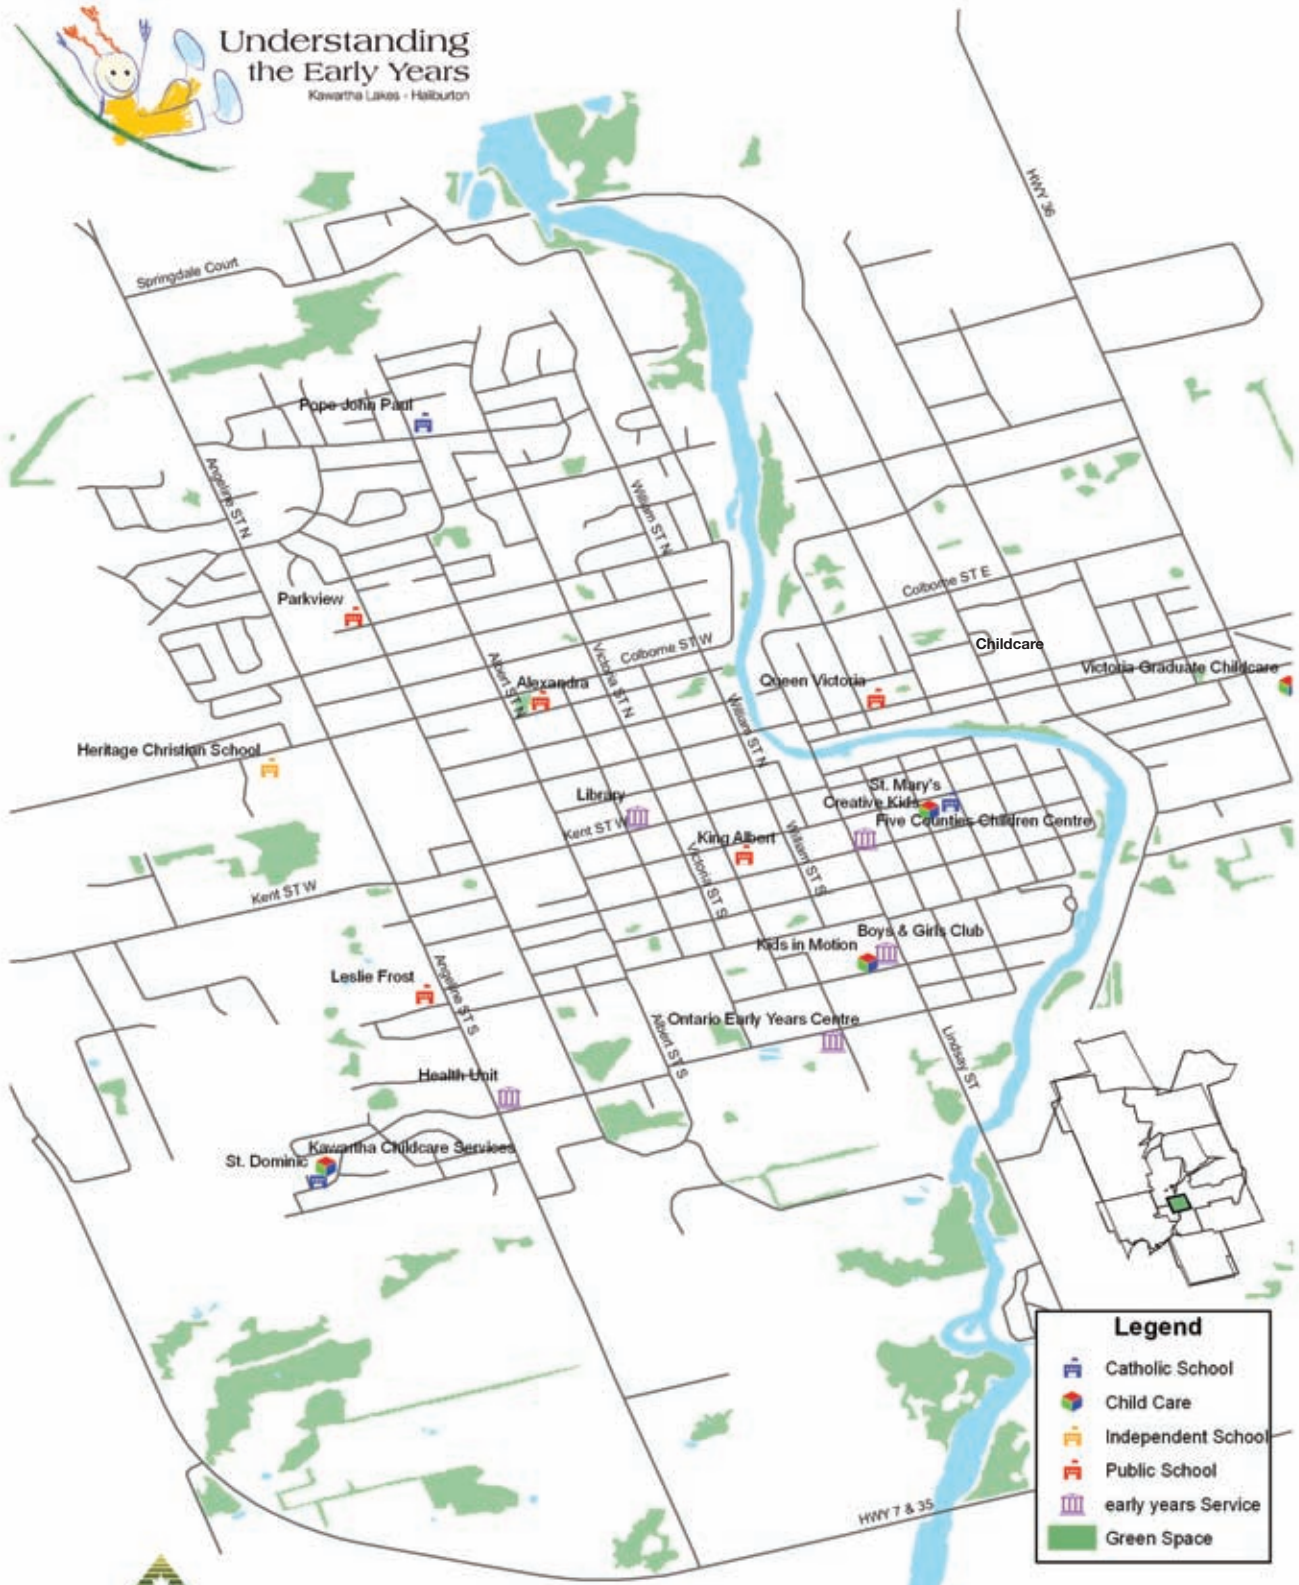 Understanding
the Early Years
Kawartha Lakes - Haliburton
HWY 36
Springdale Court
Pope John Paul
Angeline ST N
William ST N
Colborne ST E
Parkview
Childcare
Colborne ST W
Victoria ST N
Albert ST N
Alexandra
Queen Victoria
Victoria Graduate Childcare
William ST N
Heritage Christian School
St. Mary's
Library
Creative Kids
Five Counties Children Centre
Kent ST W
King Albert
William ST S
Victoria ST S
Kent ST W
Boys & Girls Club
Kids in Motion
Leslie Frost
Angeline ST S
Ontario Early Years Centre
Albert ST S
Lindsay ST
Health Unit
Kawartha Childcare Services
St. Dominic
Legend
Catholic School
Child Care
Independent School
Public School
early years Service
Green Space
HWY 7 & 35